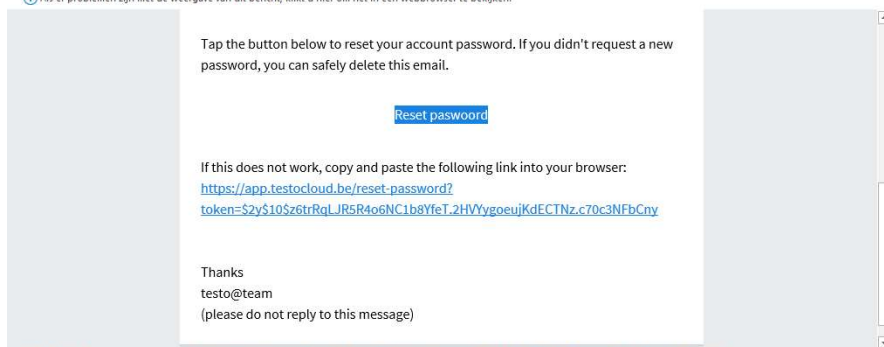 Tap the button below to reset your account password. If you didn't request a new
password, you can safely delete this email.
Reset paswoord
If this does not work, copy and paste the following link into your browser:
https://app.testocloud.be/reset-password?
token=$2y$10$z6trRqLJR5R4o6NC1b8YfeT.2HVYygoeujKdECTNz.c70c3NFbCny
Thanks
testo@team
(please do not reply to this message)